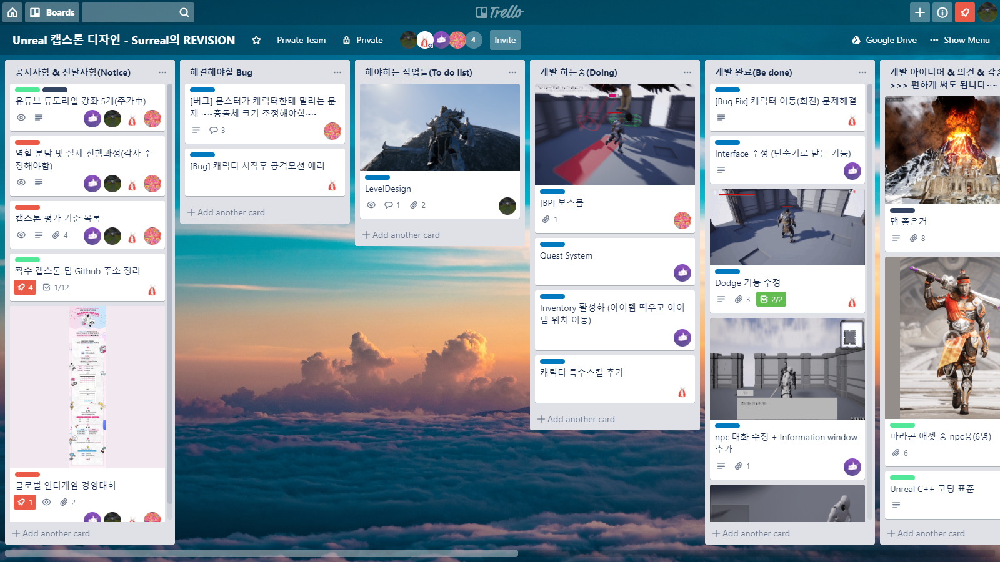 Boards
Trello
Unreal 캡스톤 디자인 - Surreal의 REVISION
Private Team
Private
4
Invite
Google Drive
Show Menu
공지사항 & 전달사항(Notice)
유튜브 튜토리얼 강좌 5개(추가中)
역할 분담 및 실제 진행과정(각자 수
정해야함)
캡스톤 평가 기준 목록
4
짝수 캡스톤 팀 Github 주소 정리
4
1/12
글로벌 인디게임 경영대회
1
2
Add another card
해결해야할 Bug
[버그] 몬스터가 캐릭터한테 밀리는 문
제 ~~충돌체 크기 조정해야함~~
3
[Bug] 캐릭터 시작후 공격모션 에러
Add another card
해야하는 작업들(To do list)
LevelDesign
1
2
Add another card
개발 하는중(Doing)
[BP] 보스몹
1
Quest System
Inventory 활성화 (아이템 띄우고 아이
템 위치 이동)
캐릭터 특수스킬 추가
Add another card
개발 완료(Be done)
[Bug Fix] 캐릭터 이동(회전) 문제해결
Interface 수정 (단축키로 닫는 기능)
Dodge 기능 수정
3
2/2
npc 대화 수정 + Information window
추가
1
Add another card
개발 아이디어 & 의견 & 각종
>>> 편하게 써도 됩니다~~
맵 좋은거
8
파라곤 애셋 중 npc용(6명)
6
Unreal C++ 코딩 표준
Add another card